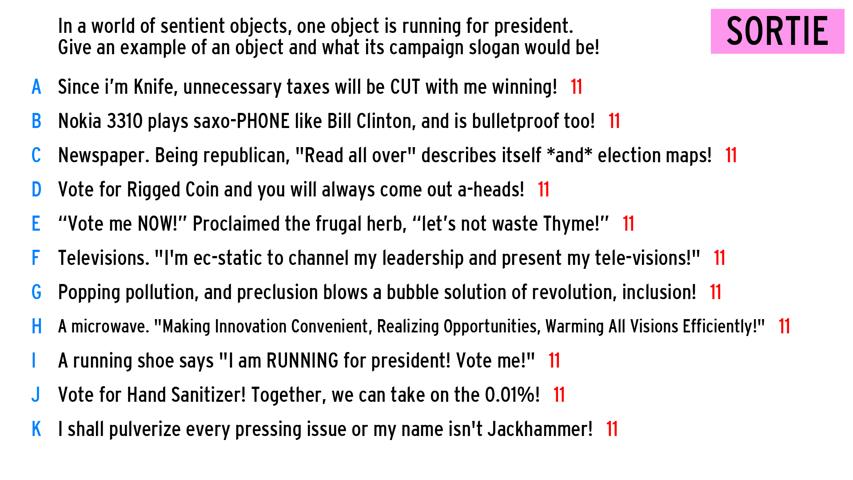 In a world of sentient objects, one object is running for president.
Give an example of an object and what its campaign slogan would be!
SORTIE
A Since i'm Knife, unnecessary taxes will be CUT with me winning! 11
B Nokia 3310 plays saxo-PHONE like Bill Clinton, and is bulletproof too! 11
C Newspaper. Being republican, "Read all over" describes itself *and* election maps! 11
D Vote for Rigged Coin and you will always come out a-heads! 11
E “Vote me NOW!” Proclaimed the frugal herb, “let's not waste Thyme!” 11
F Televisions. "I'm ec-static to channel my leadership and present my tele-visions!" 11
G Popping pollution, and preclusion blows a bubble solution of revolution, inclusion! 11
H A microwave. "Making Innovation Convenient, Realizing Opportunities, Warming All Visions Efficiently!" 11
I A running shoe says "I am RUNNING for president! Vote me!" 11
J Vote for Hand Sanitizer! Together, we can take on the 0.01%! 11
K I shall pulverize every pressing issue or my name isn't Jackhammer! 11